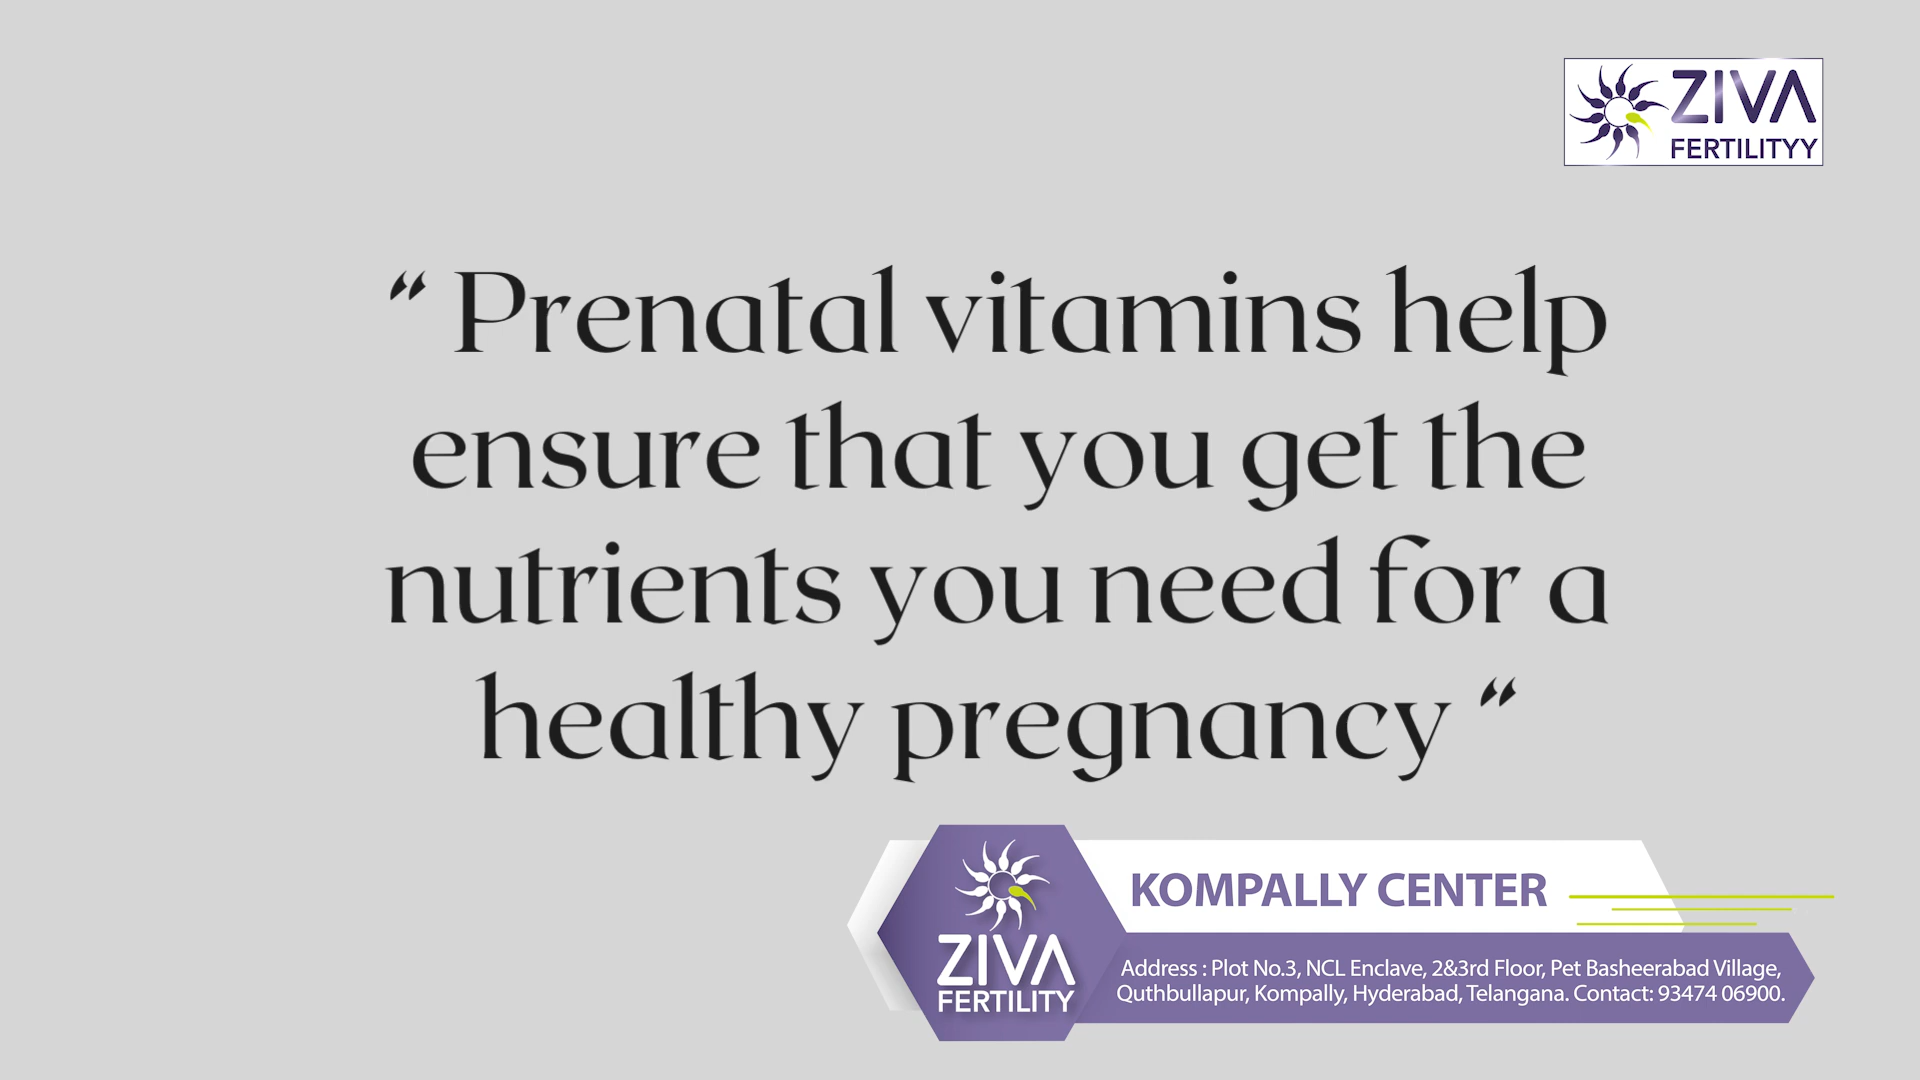 ZIVA
FERTILITYY
“ Prenatal vitamins help
ensure that you get the
nutrients you need for a
healthy pregnancy “
ZIVA
FERTILITY
KOMPALLY CENTER
Address : Plot No.3, NCL Enclave, 2&3rd Floor, Pet Basheerabad Village,
Quthbullapur, Kompally, Hyderabad, Telangana. Contact: 93474 06900.